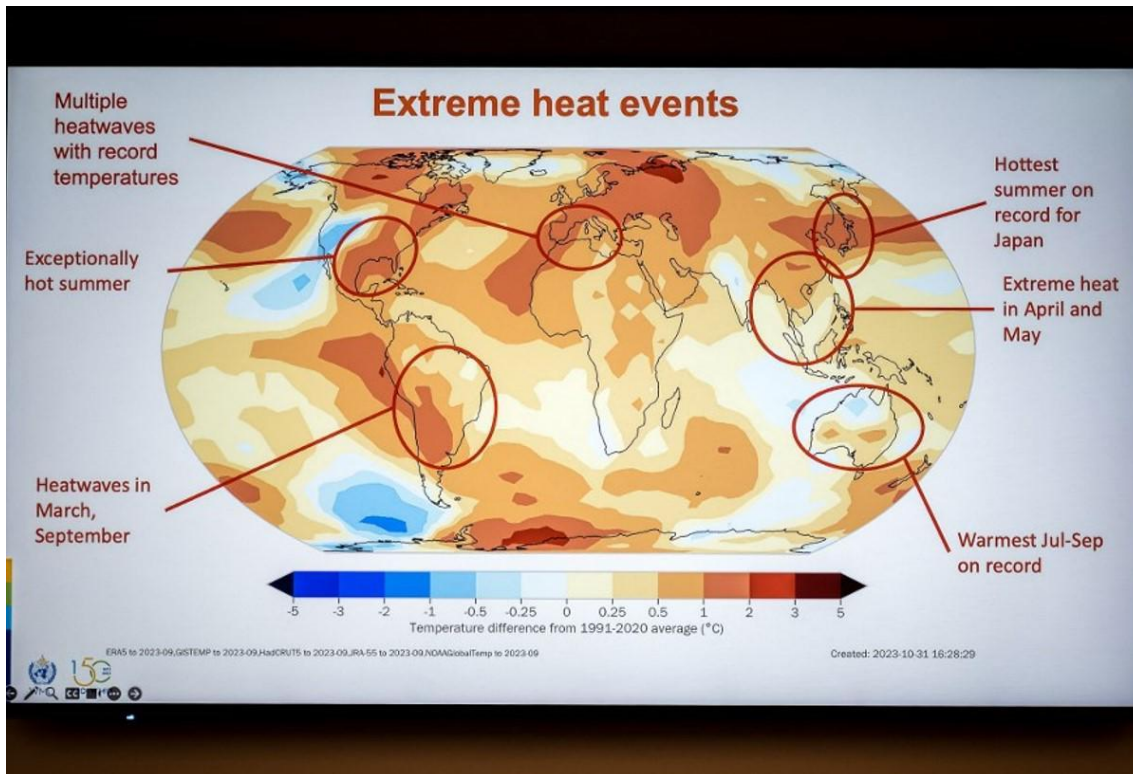 Extreme heat events
Multiple
heatwaves
with record
temperatures
Exceptionally
hot summer
Heatwaves in
March,
September
Hottest
summer on
record for
Japan
Extreme heat
in April and
May
Warmest Jul-Sep
on record
-5 -3 -2 -1 -0.5 -0.25 0 0.25 0.5 1 2 3 5
Temperature difference from 1991-2020 average (°C)
ERA5 to 2023-09,GISTEMP to 2023-09,HadCRUT5 to 2023-09,JRA-55 to 2023-09,NOAAGlobalTemp to 2023-09
Created: 2023-10-31 16:28:29
150
CC